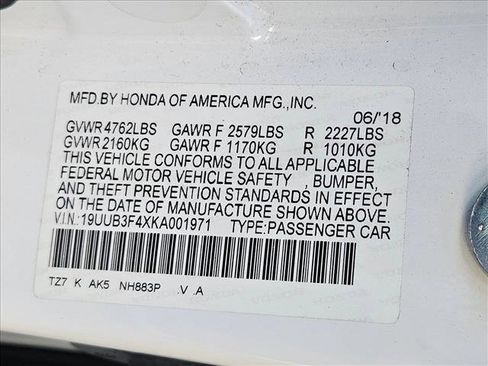 MFD.BY HONDA OF AMERICA MFG.,INC.
06/'18
GVWR 4762LBS GAWR F 2579LBS R 2227LBS
GVWR 2160KG GAWR F 1170KG R 1010KG
THIS VEHICLE CONFORMS TO ALL APPLICABLE
FEDERAL MOTOR VEHICLE SAFETY , BUMPER,
AND THEFT PREVENTION STANDARDS IN EFFECT
ON THE DATE OF MANUFACTURE SHOWN ABOVE.
V.I.N: 19UUB3F4XKA001971 TYPE:PASSENGER CAR
TZ7 K AK5 NH883P .V .A